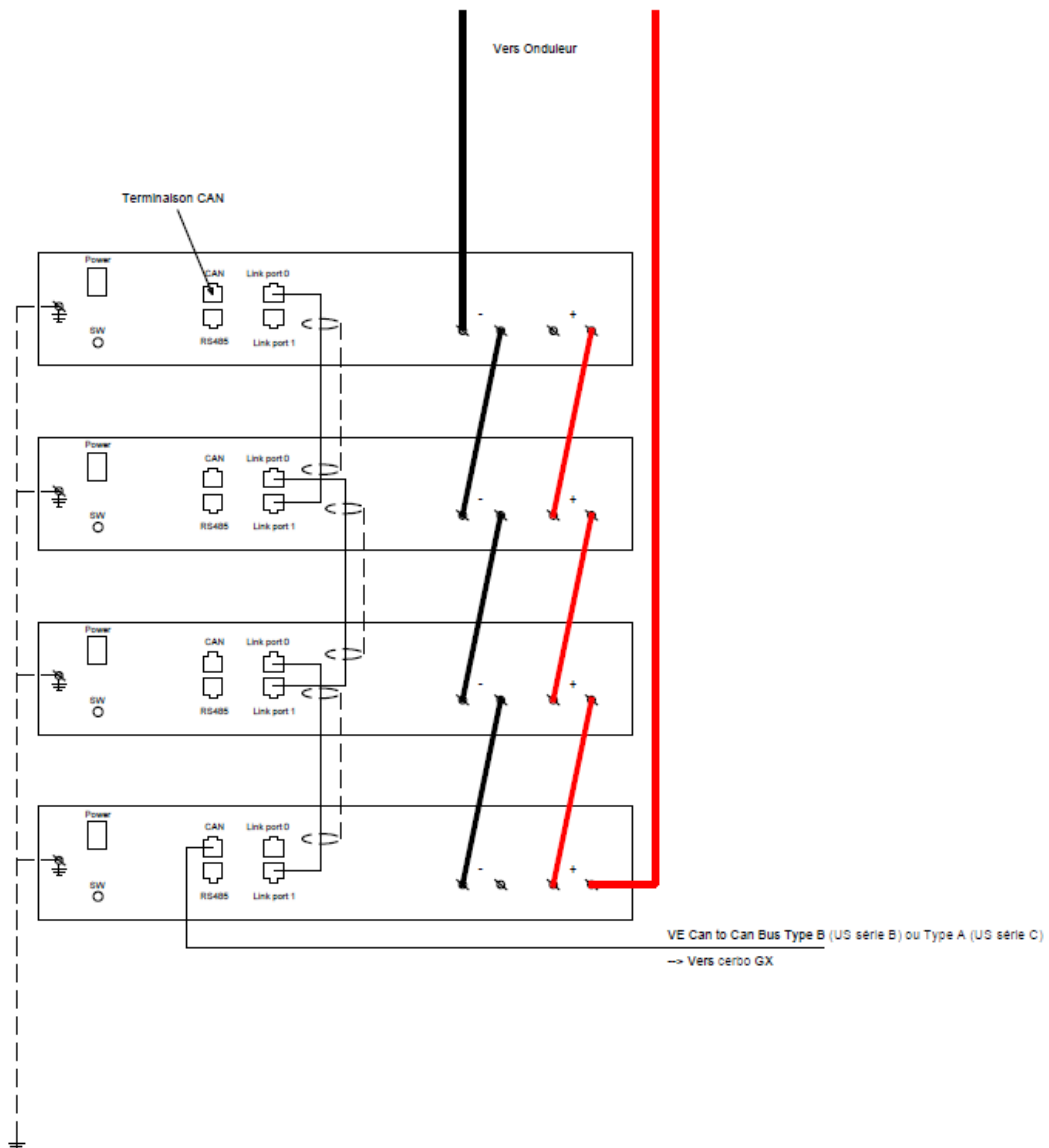 Vers Onduleur
Terminaison CAN
Power
CAN
Link port 0
-
+
SW
RS485
Link port 1
Power
CAN
Link port 0
-
+
SW
RS485
Link port 1
Power
CAN
Link port 0
-
+
SW
RS485
Link port 1
Power
CAN
Link port 0
-
+
SW
RS485
Link port 1
VE Can to Can Bus Type B (US série B) ou Type A (US série C)
--> Vers cerbo GX